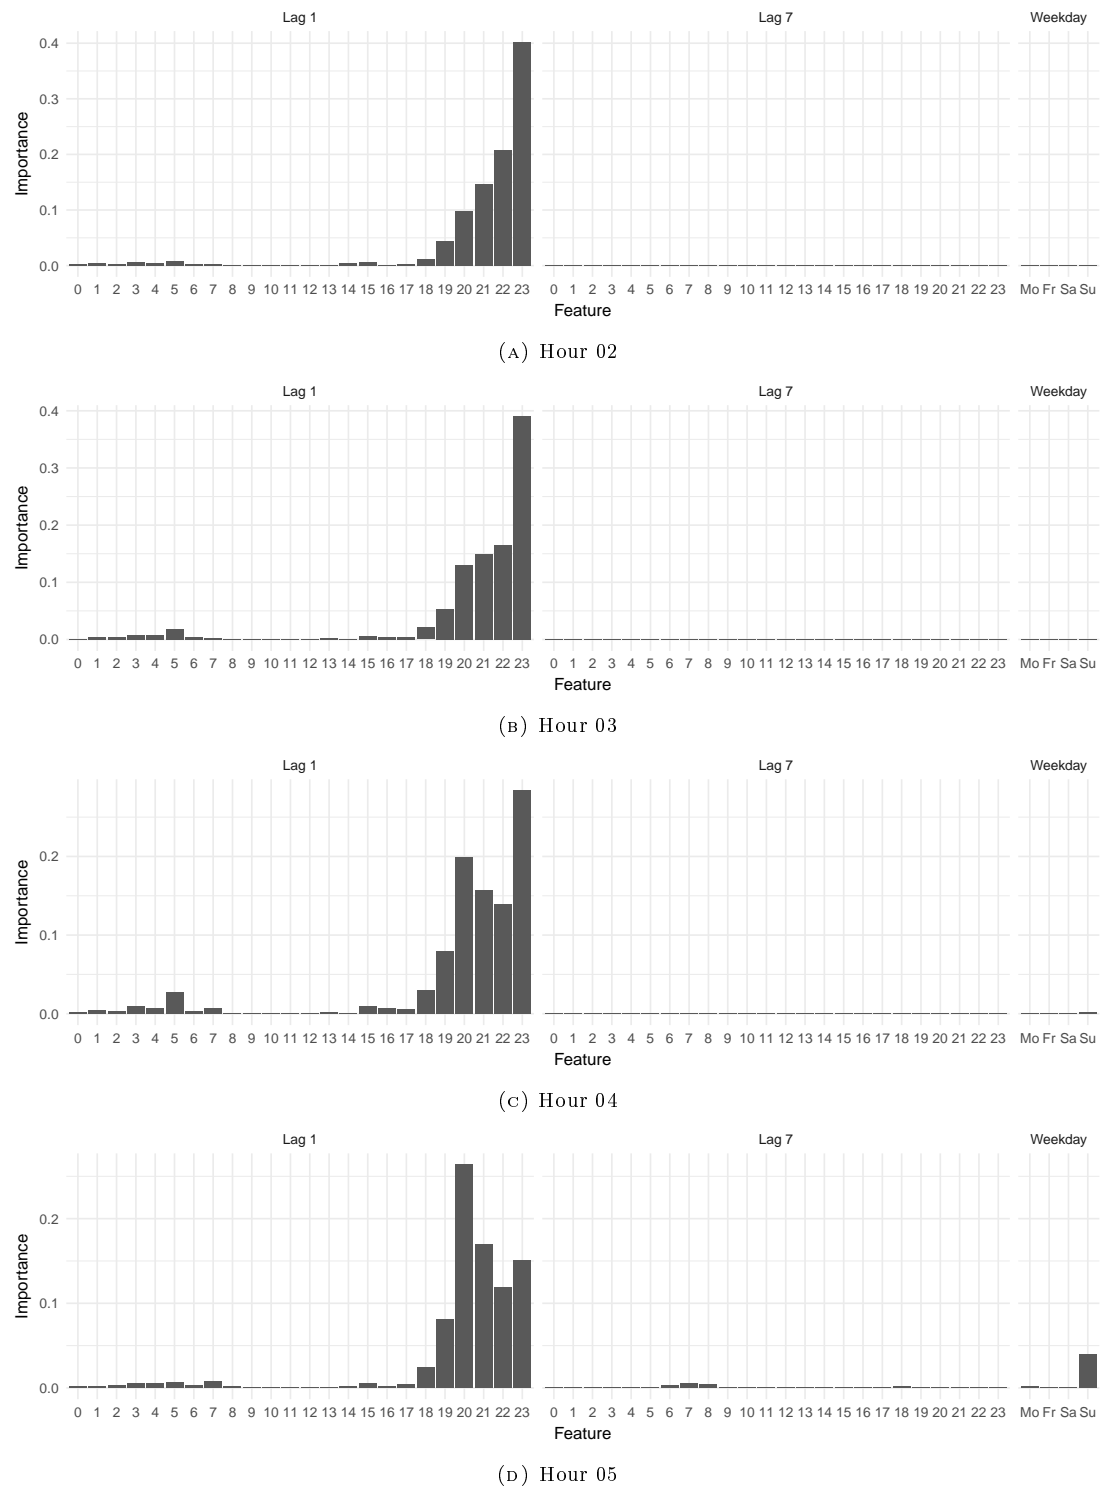 Lag 1 Lag 7 Weekday
0.4
0.3
0.2
0.1
0.0
Importance
0 1 2 3 4 5 6 7 8 9 10 11 12 13 14 15 16 17 18 19 20 21 22 23 0 1 2 3 4 5 6 7 8 9 10 11 12 13 14 15 16 17 18 19 20 21 22 23 Mo Fr Sa Su
Feature
(A) Hour 02
Lag 1 Lag 7 Weekday
0.4
0.3
0.2
0.1
0.0
Importance
0 1 2 3 4 5 6 7 8 9 10 11 12 13 14 15 16 17 18 19 20 21 22 23 0 1 2 3 4 5 6 7 8 9 10 11 12 13 14 15 16 17 18 19 20 21 22 23 Mo Fr Sa Su
Feature
(B) Hour 03
Lag 1 Lag 7 Weekday
0.2
0.1
0.0
Importance
0 1 2 3 4 5 6 7 8 9 10 11 12 13 14 15 16 17 18 19 20 21 22 23 0 1 2 3 4 5 6 7 8 9 10 11 12 13 14 15 16 17 18 19 20 21 22 23 Mo Fr Sa Su
Feature
(C) Hour 04
Lag 1 Lag 7 Weekday
0.2
0.1
0.0
Importance
0 1 2 3 4 5 6 7 8 9 10 11 12 13 14 15 16 17 18 19 20 21 22 23 0 1 2 3 4 5 6 7 8 9 10 11 12 13 14 15 16 17 18 19 20 21 22 23 Mo Fr Sa Su
Feature
(D) Hour 05